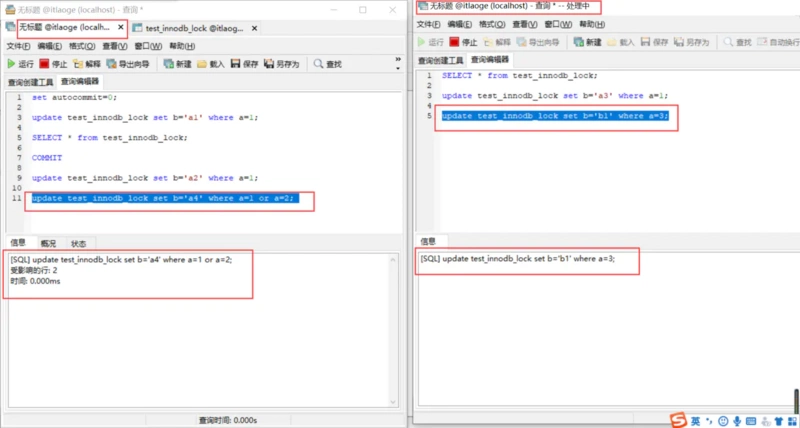 无标题 @itlaoge (localhost) - 查询 *
无标题 @itlaoge (localh...
test_innodb_lock @itlaog...
文件(F) 编辑(E) 格式(O) 查看(V) 窗口(W) 帮助(H)
运行 停止 解释 导出向导 新建 载入 保存 另存为 查找
查询创建工具 查询编辑器
1 set autocommit=0;
2
3 update test_innodb_lock set b='a1' where a=1;
4
5 SELECT * from test_innodb_lock;
6
7 COMMIT
8
9 update test_innodb_lock set b='a2' where a=1;
10
11 update test_innodb_lock set b='a4' where a=1 or a=2;
信息 概况 状态
[SQL] update test_innodb_lock set b='a4' where a=1 or a=2;
受影响的行: 2
时间: 0.000ms
查询时间: 0.000s
无标题 @itlaoge (localhost) - 查询 * -- 处理中
文件(F) 编辑(E) 格式(O) 查看(V) 窗口(W) 帮助(H)
运行 停止 解释 导出向导 新建 载入 保存 另存为 查找 自动换行
查询创建工具 查询编辑器
1 SELECT * from test_innodb_lock;
2
3 update test_innodb_lock set b='a3' where a=1;
4
5 update test_innodb_lock set b='b1' where a=3;
信息
[SQL] update test_innodb_lock set b='b1' where a=3;
英